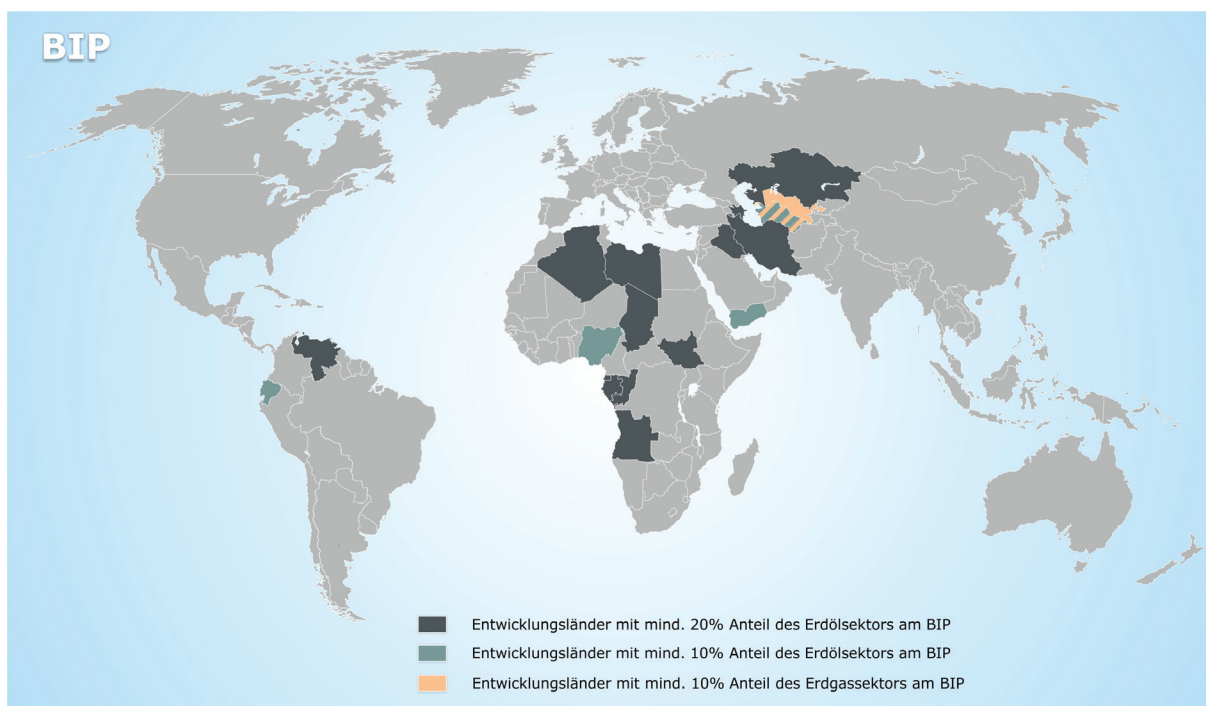 BIP
Entwicklungsländer mit mind. 20% Anteil des Erdölsektors am BIP
Entwicklungsländer mit mind. 10% Anteil des Erdölsektors am BIP
Entwicklungsländer mit mind. 10% Anteil des Erdgassektors am BIP